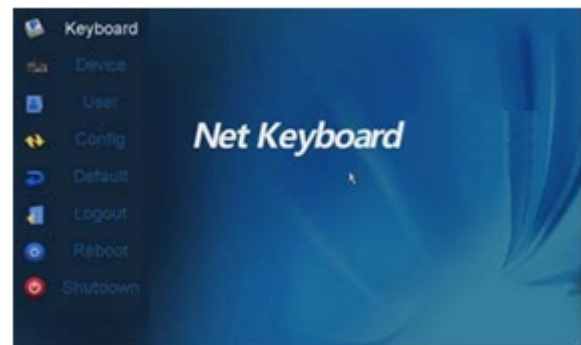 Keyboard
Device
User
Config
Default
Logout
Reboot
Shutdown
Net Keyboard